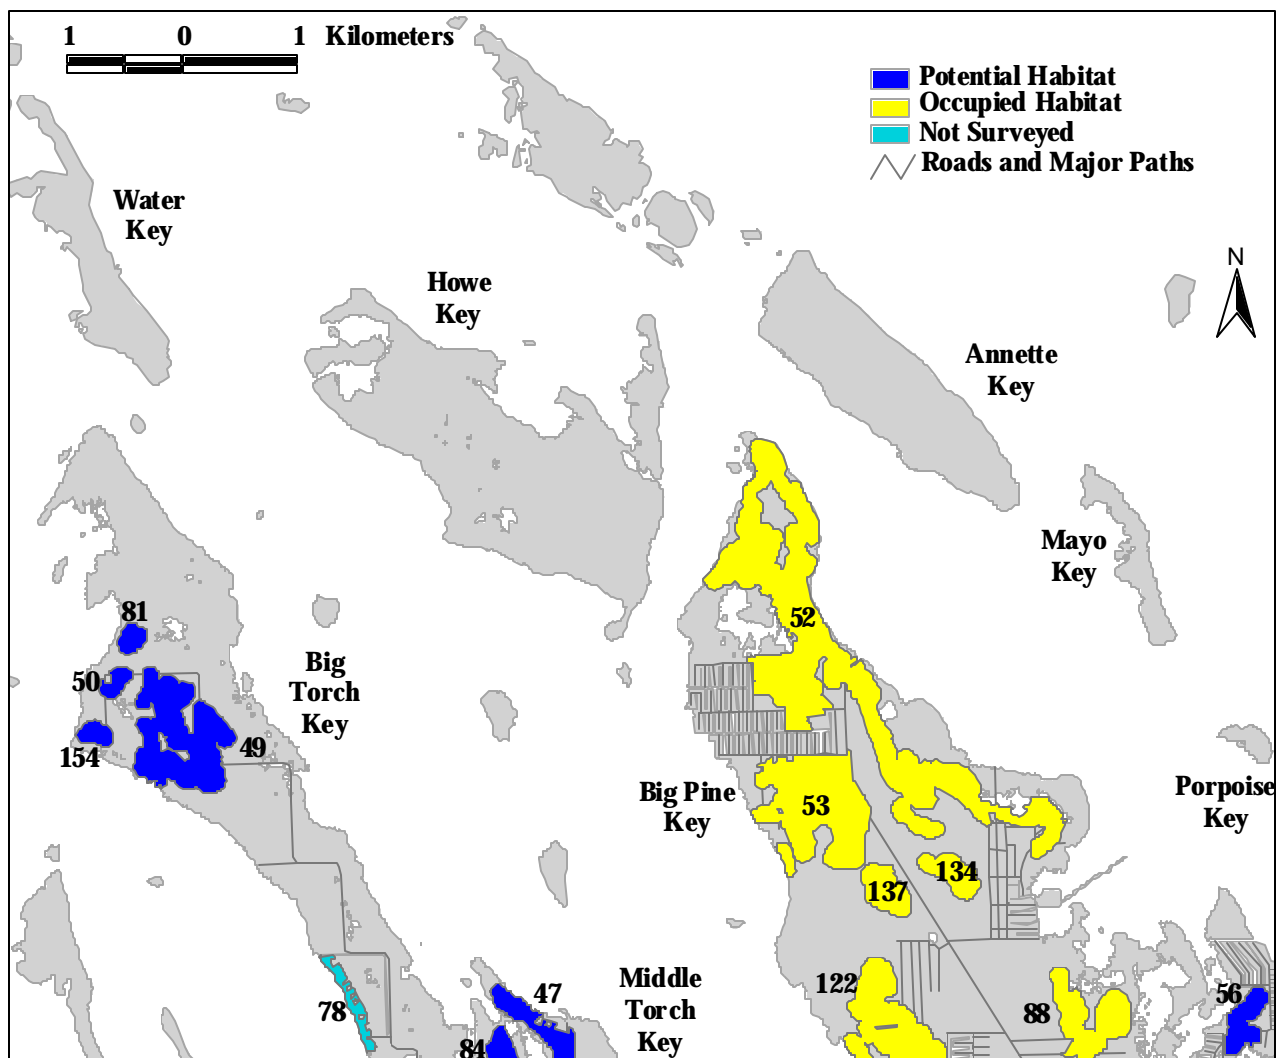 1 0 1 Kilometers
Potential Habitat
Occupied Habitat
Not Surveyed
Roads and Major Paths
Water
Key
N
Howe
Key
Annette
Key
Mayo
Key
81
52
Big
Torch
Key
50
49
154
Big Pine
Key
53
Porpoise
Key
134
137
Middle
Torch
Key
122
47
56
78
88
84